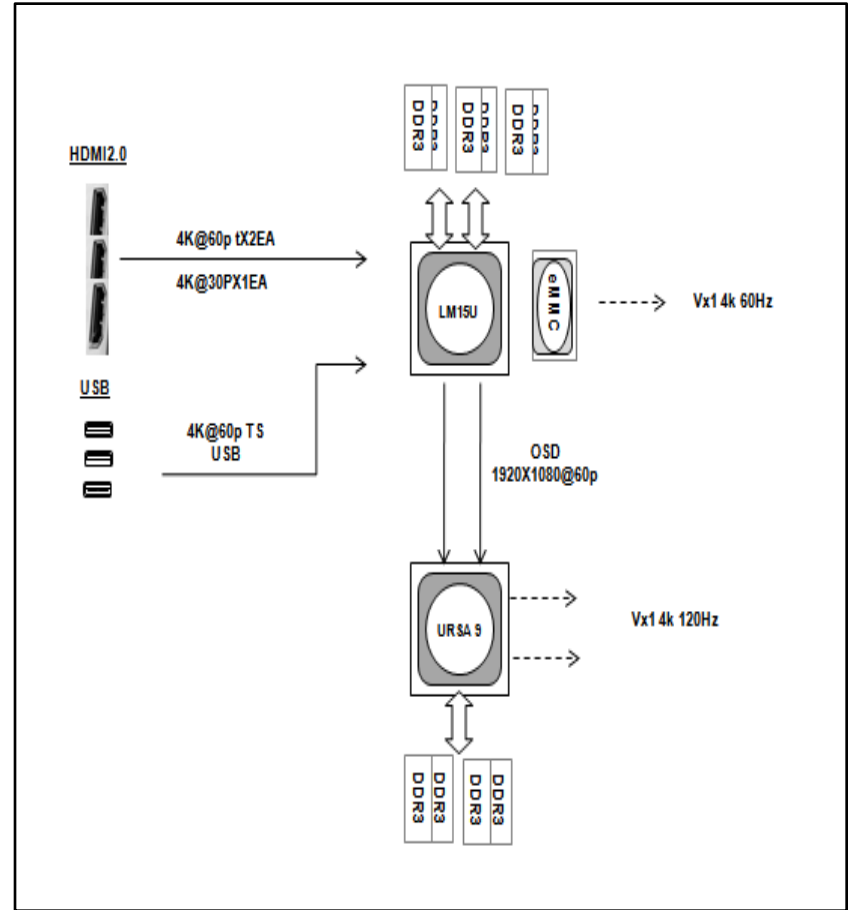 DDR3 DDR3 DDR3 DDR3 DDR3 DDR3
HDMI2.0
4K@60p tX2EA
4K@30PX1EA
LM15U
eMMC
Vx1 4k 60Hz
USB
4K@60p TS
USB
OSD
1920X1080@60p
URSA 9
Vx1 4k 120Hz
DDR3 DDR3 DDR3 DDR3